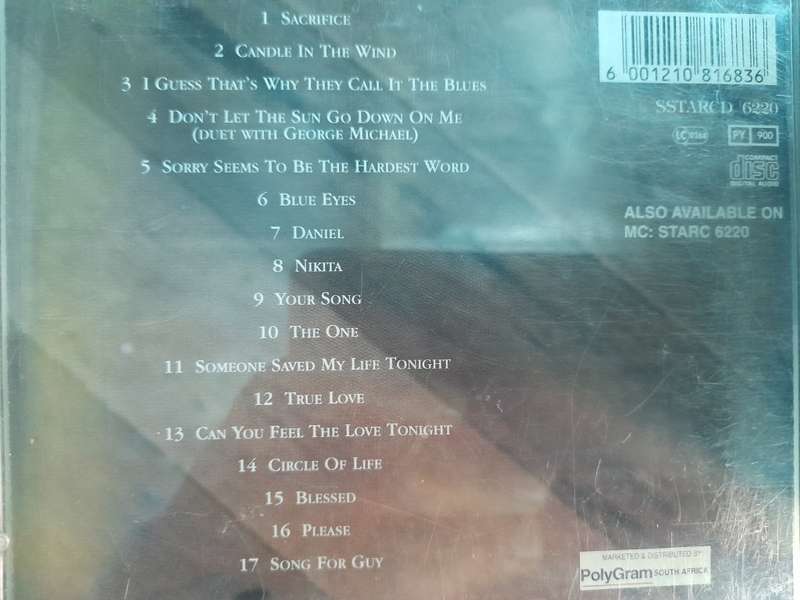 1 Sacrifice
2 Candle In The Wind
3 I Guess That's Why They Call It The Blues
4 Don't Let The Sun Go Down On Me
(duet with George Michael)
5 Sorry Seems To Be The Hardest Word
6 Blue Eyes
7 Daniel
8 Nikita
9 Your Song
10 The One
11 Someone Saved My Life Tonight
12 True Love
13 Can You Feel The Love Tonight
14 Circle Of Life
15 Blessed
16 Please
17 Song For Guy
6 001210 816836
SSTARCD 6220
LC
PY 900
COMPACT
disc
DIGITAL AUDIO
ALSO AVAILABLE ON
MC: STARC 6220
MARKETED & DISTRIBUTED BY
PolyGram SOUTH AFRICA